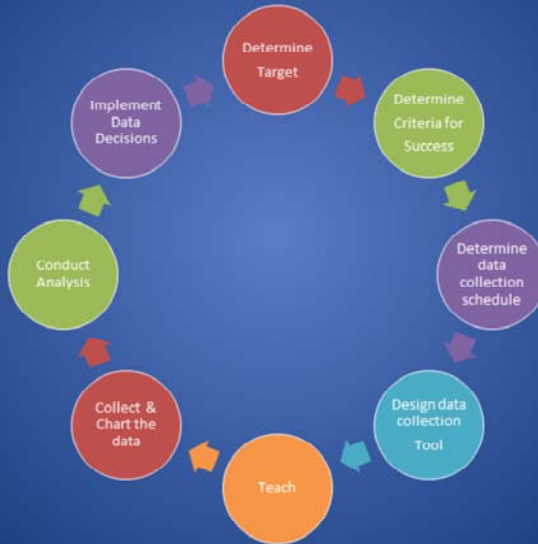 Determine
Target
Determine
Criteria for
Success
Determine
data
collection
schedule
Design data
collection
Tool
Teach
Collect &
Chart the
data
Conduct
Analysis
Implement
Data
Decisions